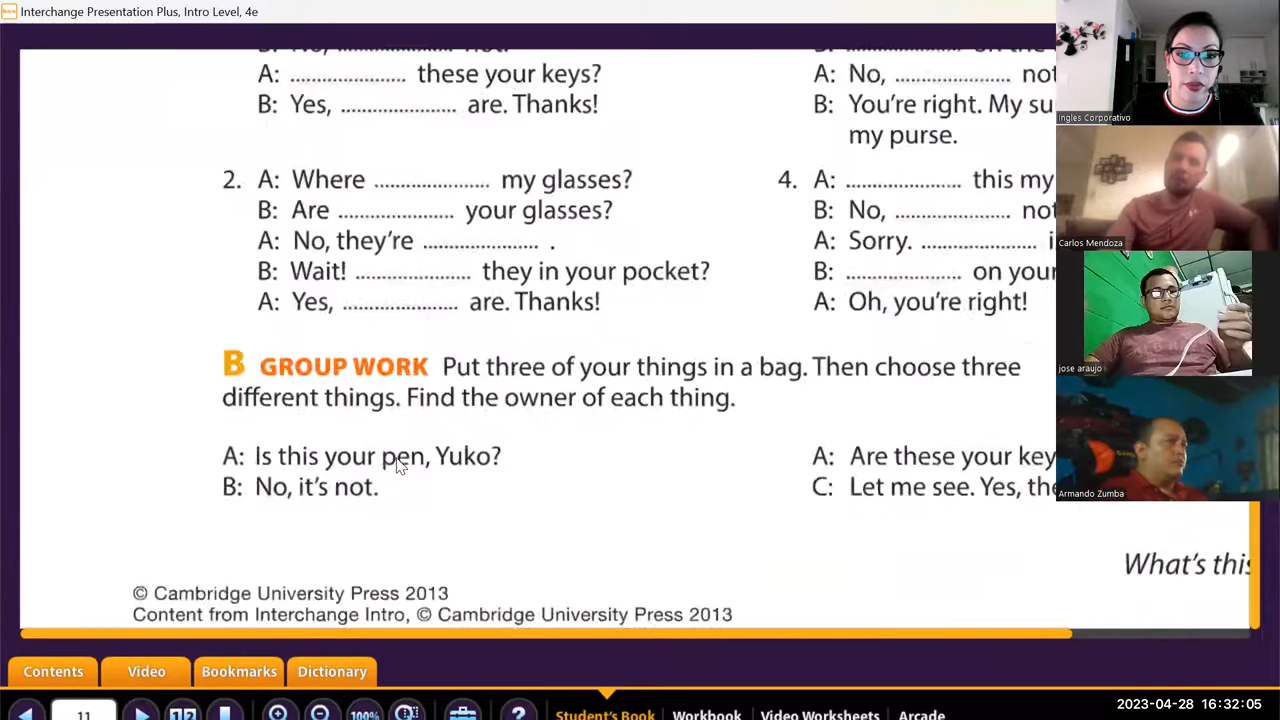 Interchange Presentation Plus, Intro Level, 4e
A: .................... these your keys?
B: Yes, .................... are. Thanks!
2. A: Where .................... my glasses?
B: Are .................... your glasses?
A: No, they're .................... .
B: Wait! .................... they in your pocket?
A: Yes, .................... are. Thanks!
A: No, .................... not
B: You're right. My su
my purse.
4. A: .................... this my
B: No, .................... not
A: Sorry. .................... i
B: .................... on your
A: Oh, you're right!
B GROUP WORK Put three of your things in a bag. Then choose three
different things. Find the owner of each thing.
A: Is this your pen, Yuko?
B: No, it's not.
A: Are these your key
C: Let me see. Yes, the
What's this
© Cambridge University Press 2013
Content from Interchange Intro, © Cambridge University Press 2013
Ingles Corporativo
Carlos Mendoza
jose araujo
Armando Zumba
Contents Video Bookmarks Dictionary
11 100% ? Student's Book Workbook Video Worksheets Arcade
2023-04-28 16:32:05